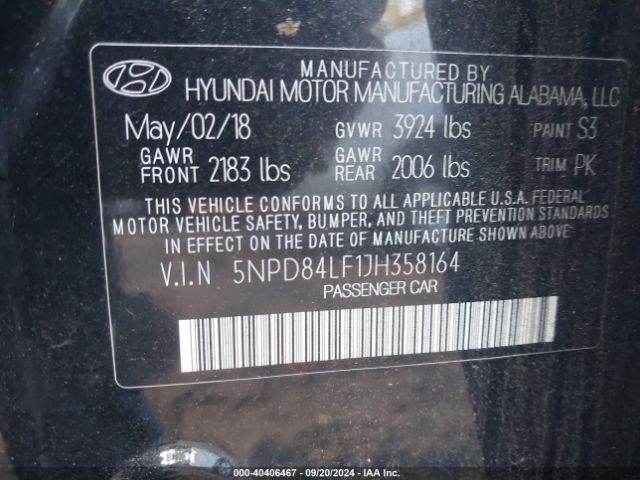 MANUFACTURED BY
HYUNDAI MOTOR MANUFACTURING ALABAMA, LLC
May/02/18 GVWR 3924 lbs PAINT S3
GAWR FRONT 2183 lbs GAWR REAR 2006 lbs TRIM PK
THIS VEHICLE CONFORMS TO ALL APPLICABLE U.S.A. FEDERAL
MOTOR VEHICLE SAFETY, BUMPER, AND THEFT PREVENTION STANDARDS
IN EFFECT ON THE DATE OF MANUFACTURE SHOWN ABOVE.
V.I.N 5NPD84LF1JH358164
PASSENGER CAR
000-40406467 - 09/20/2024 - IAA Holdings, LLC